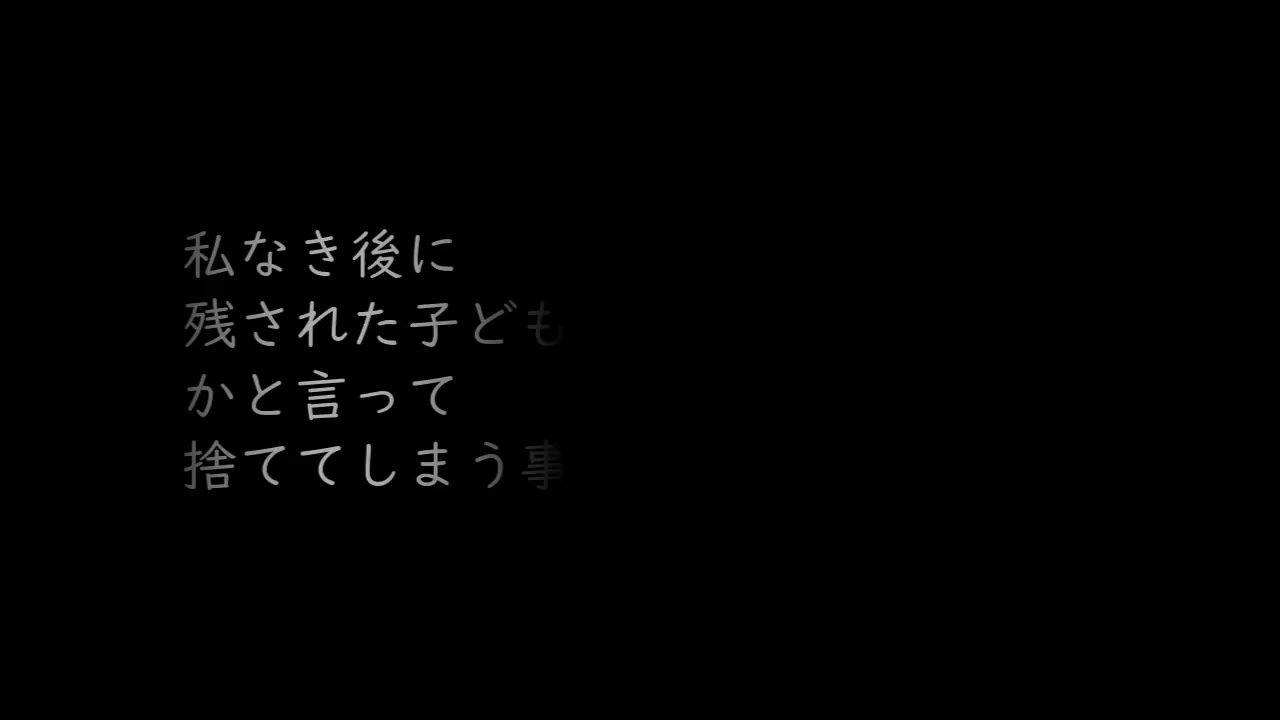 私なき後に
残された子ども
かと言って
捨ててしまう事